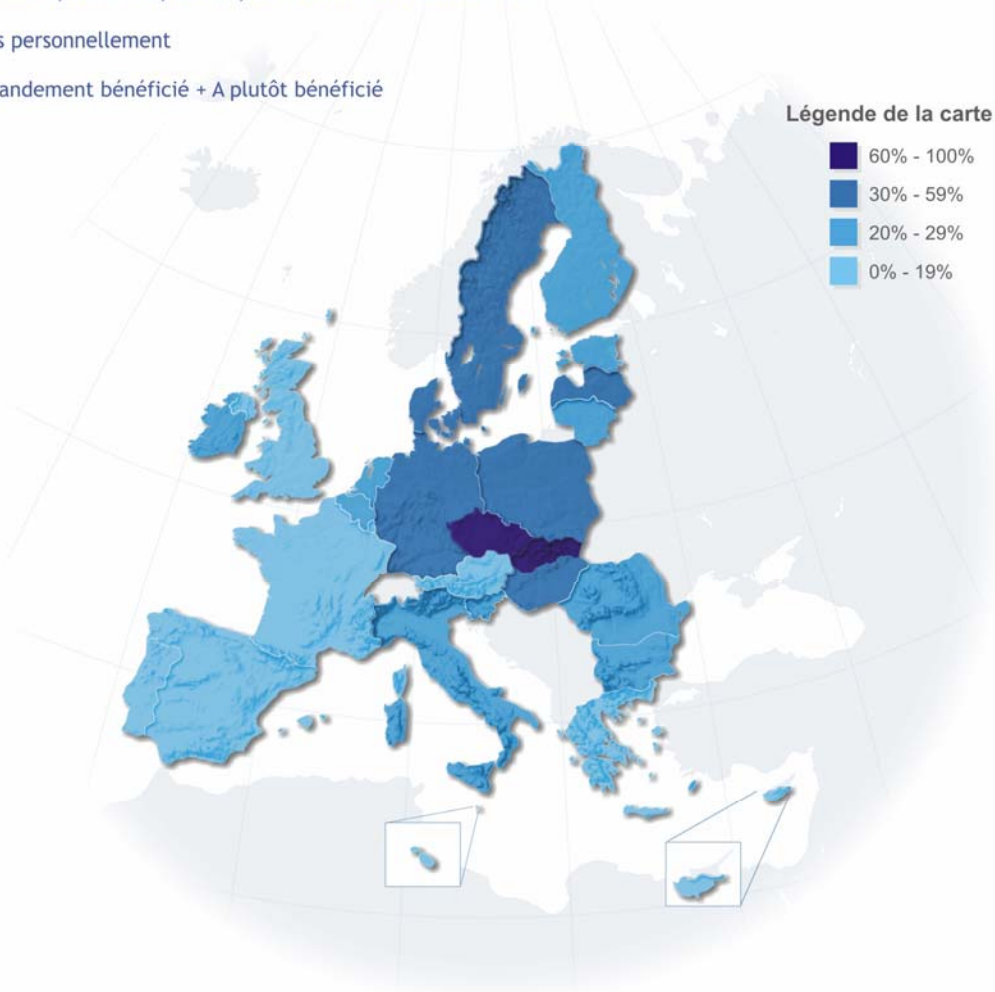 s personnellement
andement bénéficié + A plutôt bénéficié
Légende de la carte
60% - 100%
30% - 59%
20% - 29%
0% - 19%